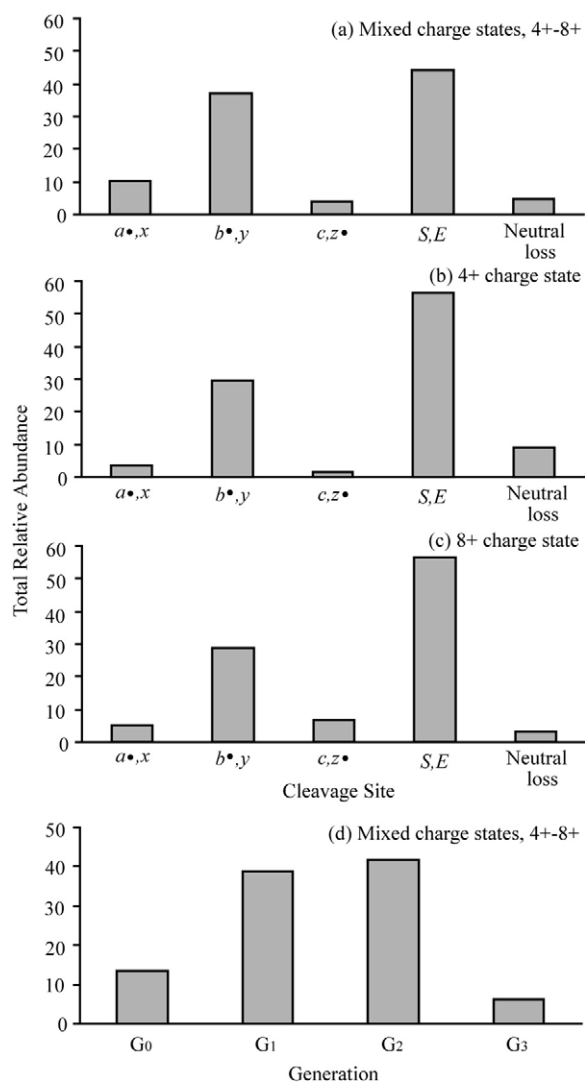 (a) Mixed charge states, 4+-8+
60
50
40
30
20
10
0
a•,x b•,y c,z• S,E Neutral
loss
(b) 4+ charge state
60
50
40
30
20
10
0
a•,x b•,y c,z• S,E Neutral
loss
Total Relative Abundance
(c) 8+ charge state
60
50
40
30
20
10
0
a•,x b•,y c,z• S,E Neutral
loss
Cleavage Site
(d) Mixed charge states, 4+-8+
50
40
30
20
10
0
G0 G1 G2 G3
Generation